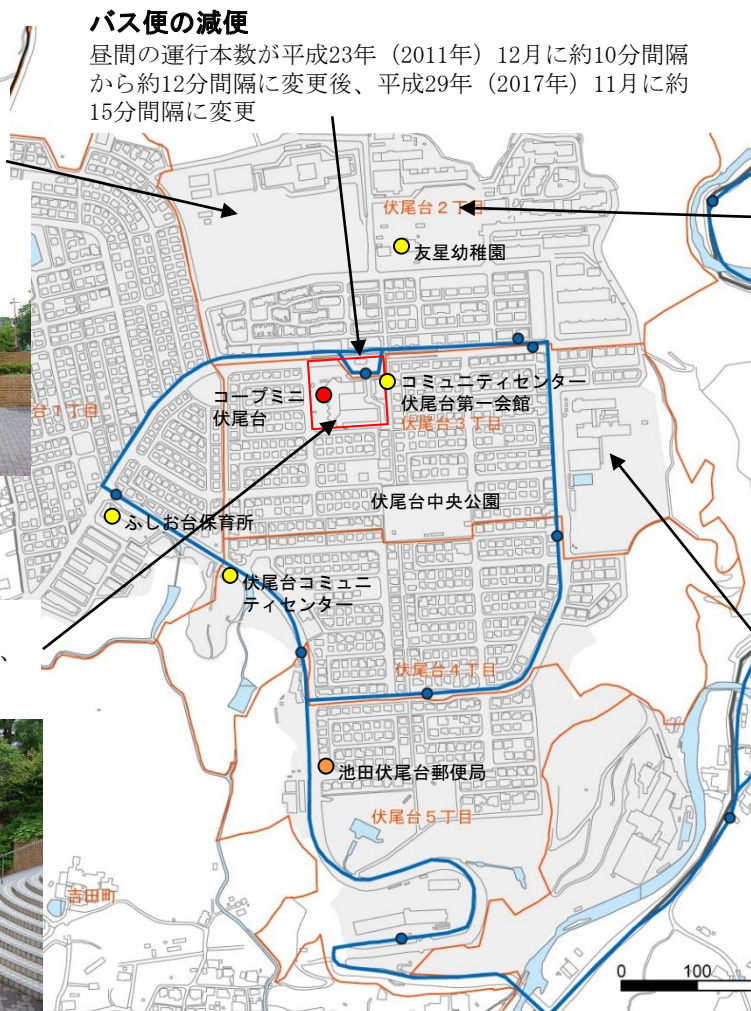 バス便の減便
昼間の運行本数が平成23年（2011年）12月に約10分間隔
から約12分間隔に変更後、平成29年（2017年）11月に約
15分間隔に変更
伏尾台２丁目
友星幼稚園
コミュニティセンター
伏尾台第一会館
コープミニ
伏尾台
台１丁目
伏尾台３丁目
伏尾台中央公園
ふしお台保育所
伏尾台コミュニ
ティセンター
、
伏尾台４丁目
池田伏尾台郵便局
伏尾台５丁目
吉田町
0 100